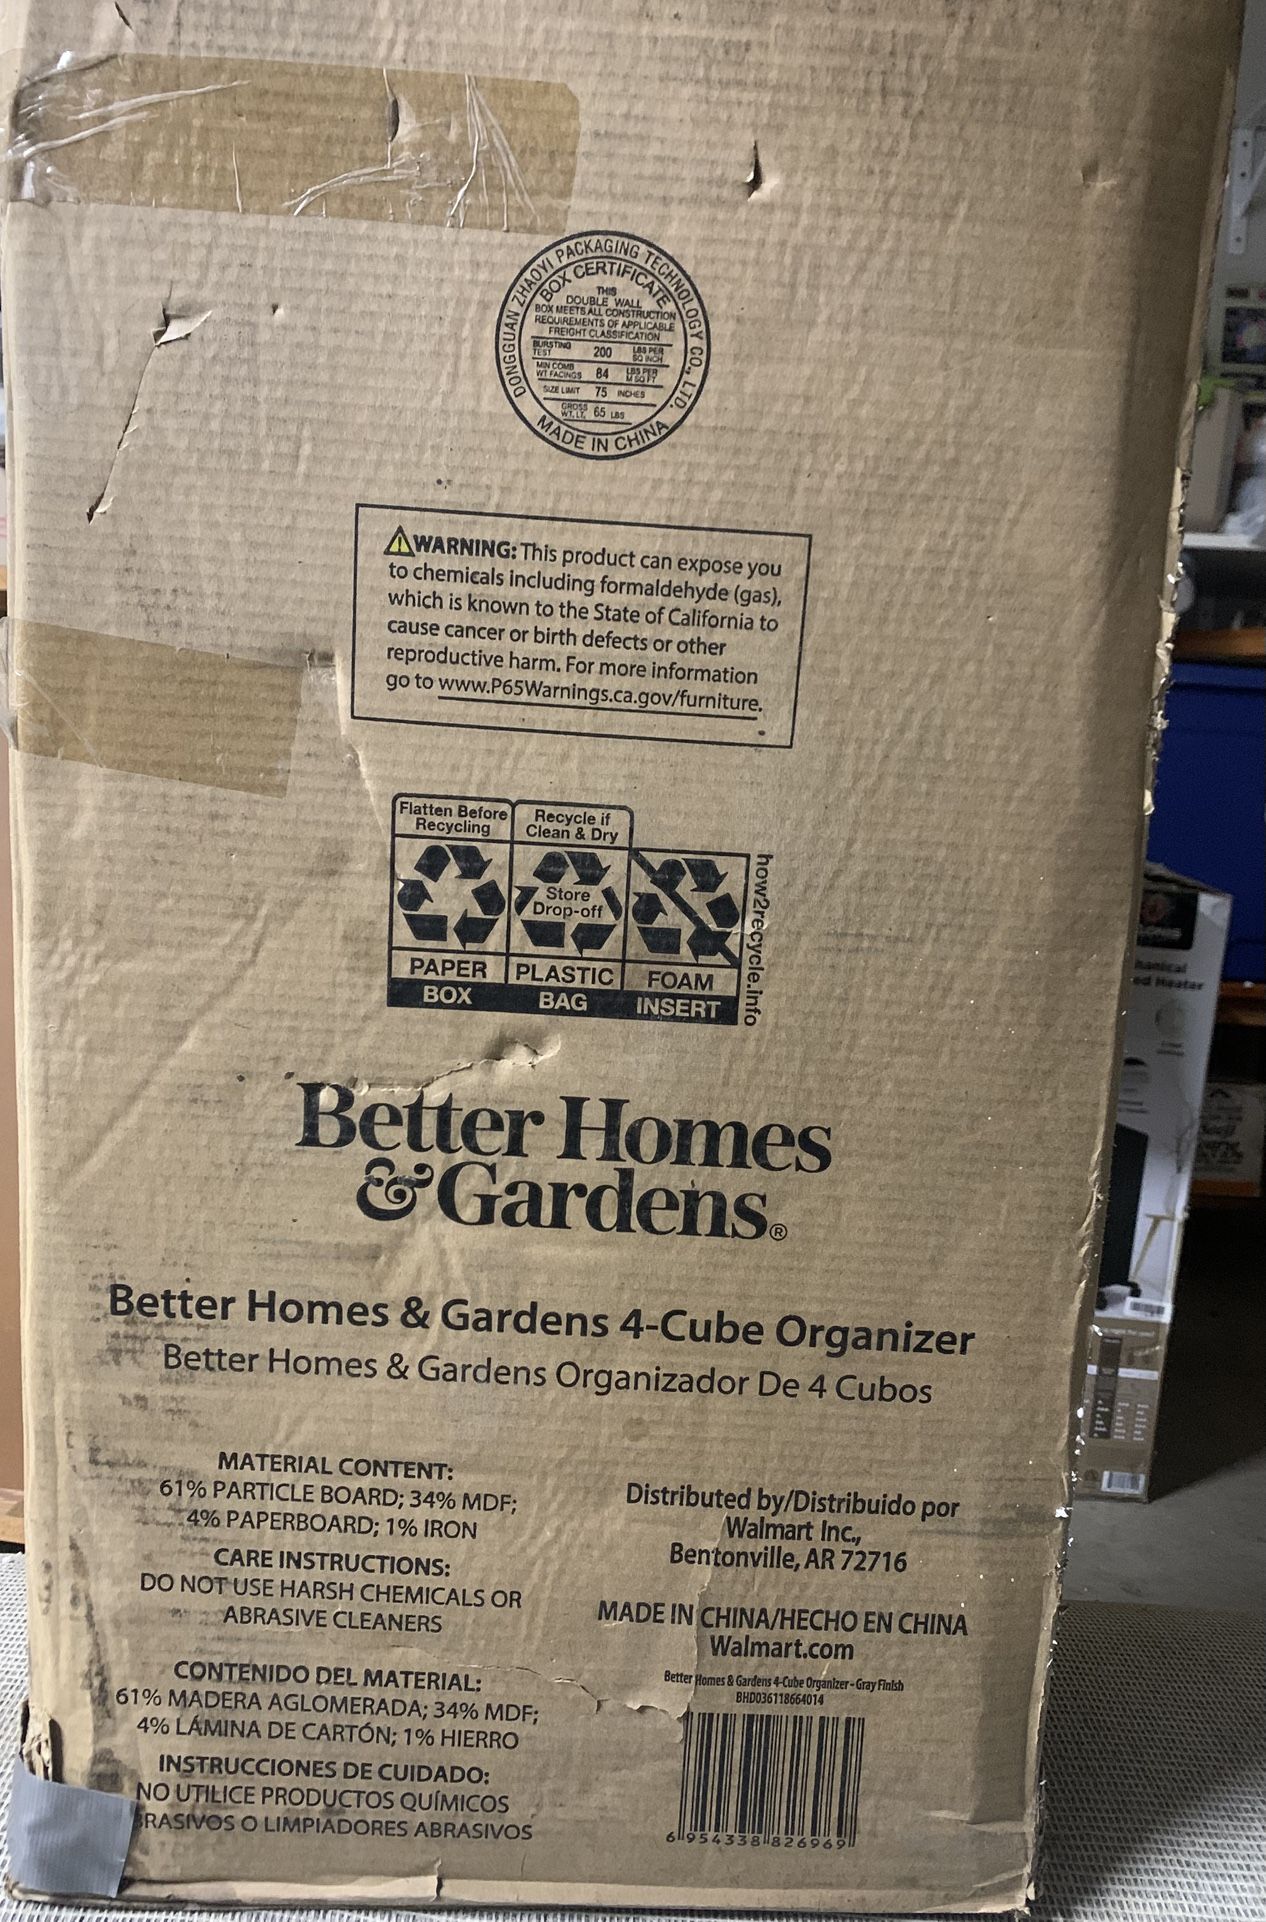 DONGGUAN ZHAOYI PACKAGING TECHNOLOGY CO., LTD.
BOX CERTIFICATE
THIS
DOUBLE WALL
BOX MEETS ALL CONSTRUCTION
REQUIREMENTS OF APPLICABLE
FREIGHT CLASSIFICATION
BURSTING TEST 200 LBS PER SQ INCH
MIN COMB WT FACINGS 84 LBS PER M SQ FT
SIZE LIMIT 75 INCHES
GROSS WT. LT. 65 LBS
MADE IN CHINA
WARNING: This product can expose you
to chemicals including formaldehyde (gas),
which is known to the State of California to
cause cancer or birth defects or other
reproductive harm. For more information
go to www.P65Warnings.ca.gov/furniture.
Flatten Before
Recycling
Recycle if
Clean & Dry
Store
Drop-off
PAPER
BOX
PLASTIC
BAG
FOAM
INSERT
how2recycle.info
Better Homes
&Gardens®
Better Homes & Gardens 4-Cube Organizer
Better Homes & Gardens Organizador De 4 Cubos
MATERIAL CONTENT:
61% PARTICLE BOARD; 34% MDF;
4% PAPERBOARD; 1% IRON
CARE INSTRUCTIONS:
DO NOT USE HARSH CHEMICALS OR
ABRASIVE CLEANERS
CONTENIDO DEL MATERIAL:
61% MADERA AGLOMERADA; 34% MDF;
4% LÁMINA DE CARTÓN; 1% HIERRO
INSTRUCCIONES DE CUIDADO:
NO UTILICE PRODUCTOS QUÍMICOS
BRASIVOS O LIMPIADORES ABRASIVOS
Distributed by/Distribuido por
Walmart Inc.,
Bentonville, AR 72716
MADE IN CHINA/HECHO EN CHINA
Walmart.com
Better Homes & Gardens 4-Cube Organizer - Gray Finish
BHD036118664014
6 954338 826969
Heater